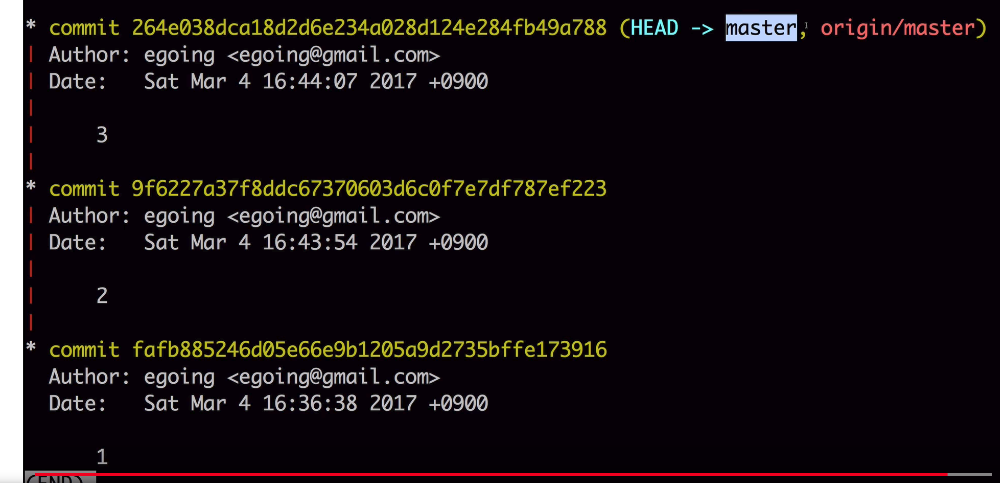 * commit 264e038dca18d2d6e234a028d124e284fb49a788 (HEAD -> master, origin/master)
| Author: egoing <egoing@gmail.com>
| Date:   Sat Mar 4 16:44:07 2017 +0900
|
|     3
|
* commit 9f6227a37f8ddc67370603d6c0f7e7df787ef223
| Author: egoing <egoing@gmail.com>
| Date:   Sat Mar 4 16:43:54 2017 +0900
|
|     2
|
* commit fafb885246d05e66e9b1205a9d2735bffe173916
  Author: egoing <egoing@gmail.com>
  Date:   Sat Mar 4 16:36:38 2017 +0900
      1
(END)